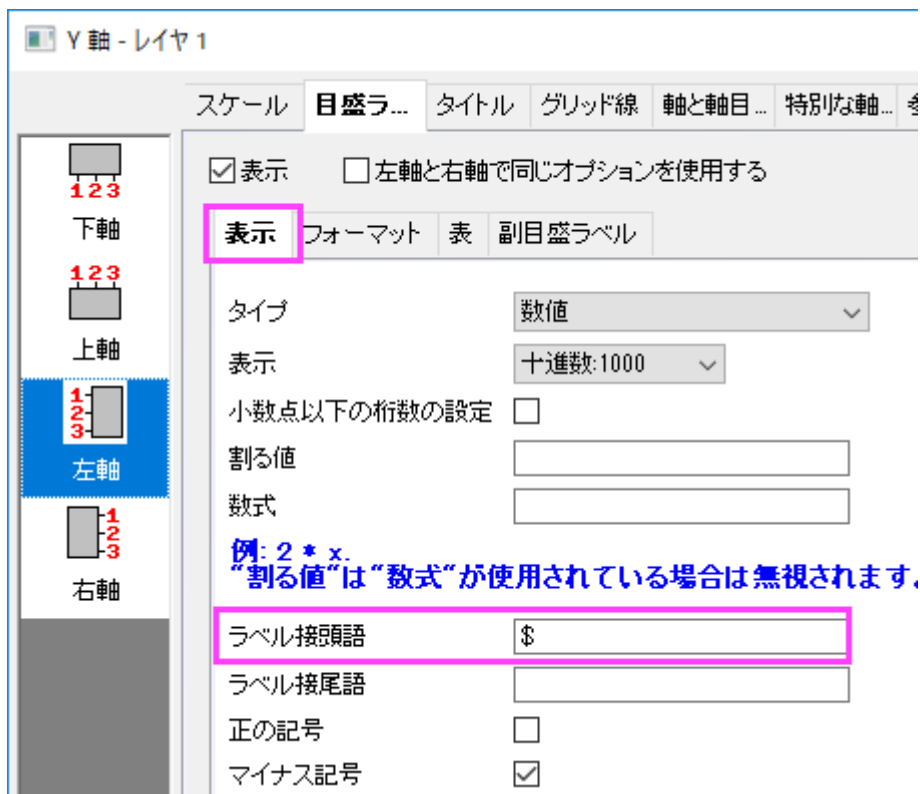 Y 軸 - レイヤ 1
スケール 目盛ラ... タイトル グリッド線 軸と軸目... 特別な軸...
表示 左軸と右軸で同じオプションを使用する
123
下軸
123
上軸
1
2
3
左軸
1
2
3
右軸
表示 フォーマット 表 副目盛ラベル
タイプ 数値
表示 十進数:1000
小数点以下の桁数の設定
割る値
数式
例: 2 * x.
"割る値"は"数式"が使用されている場合は無視されます.
ラベル接頭語 $
ラベル接尾語
正の記号
マイナス記号